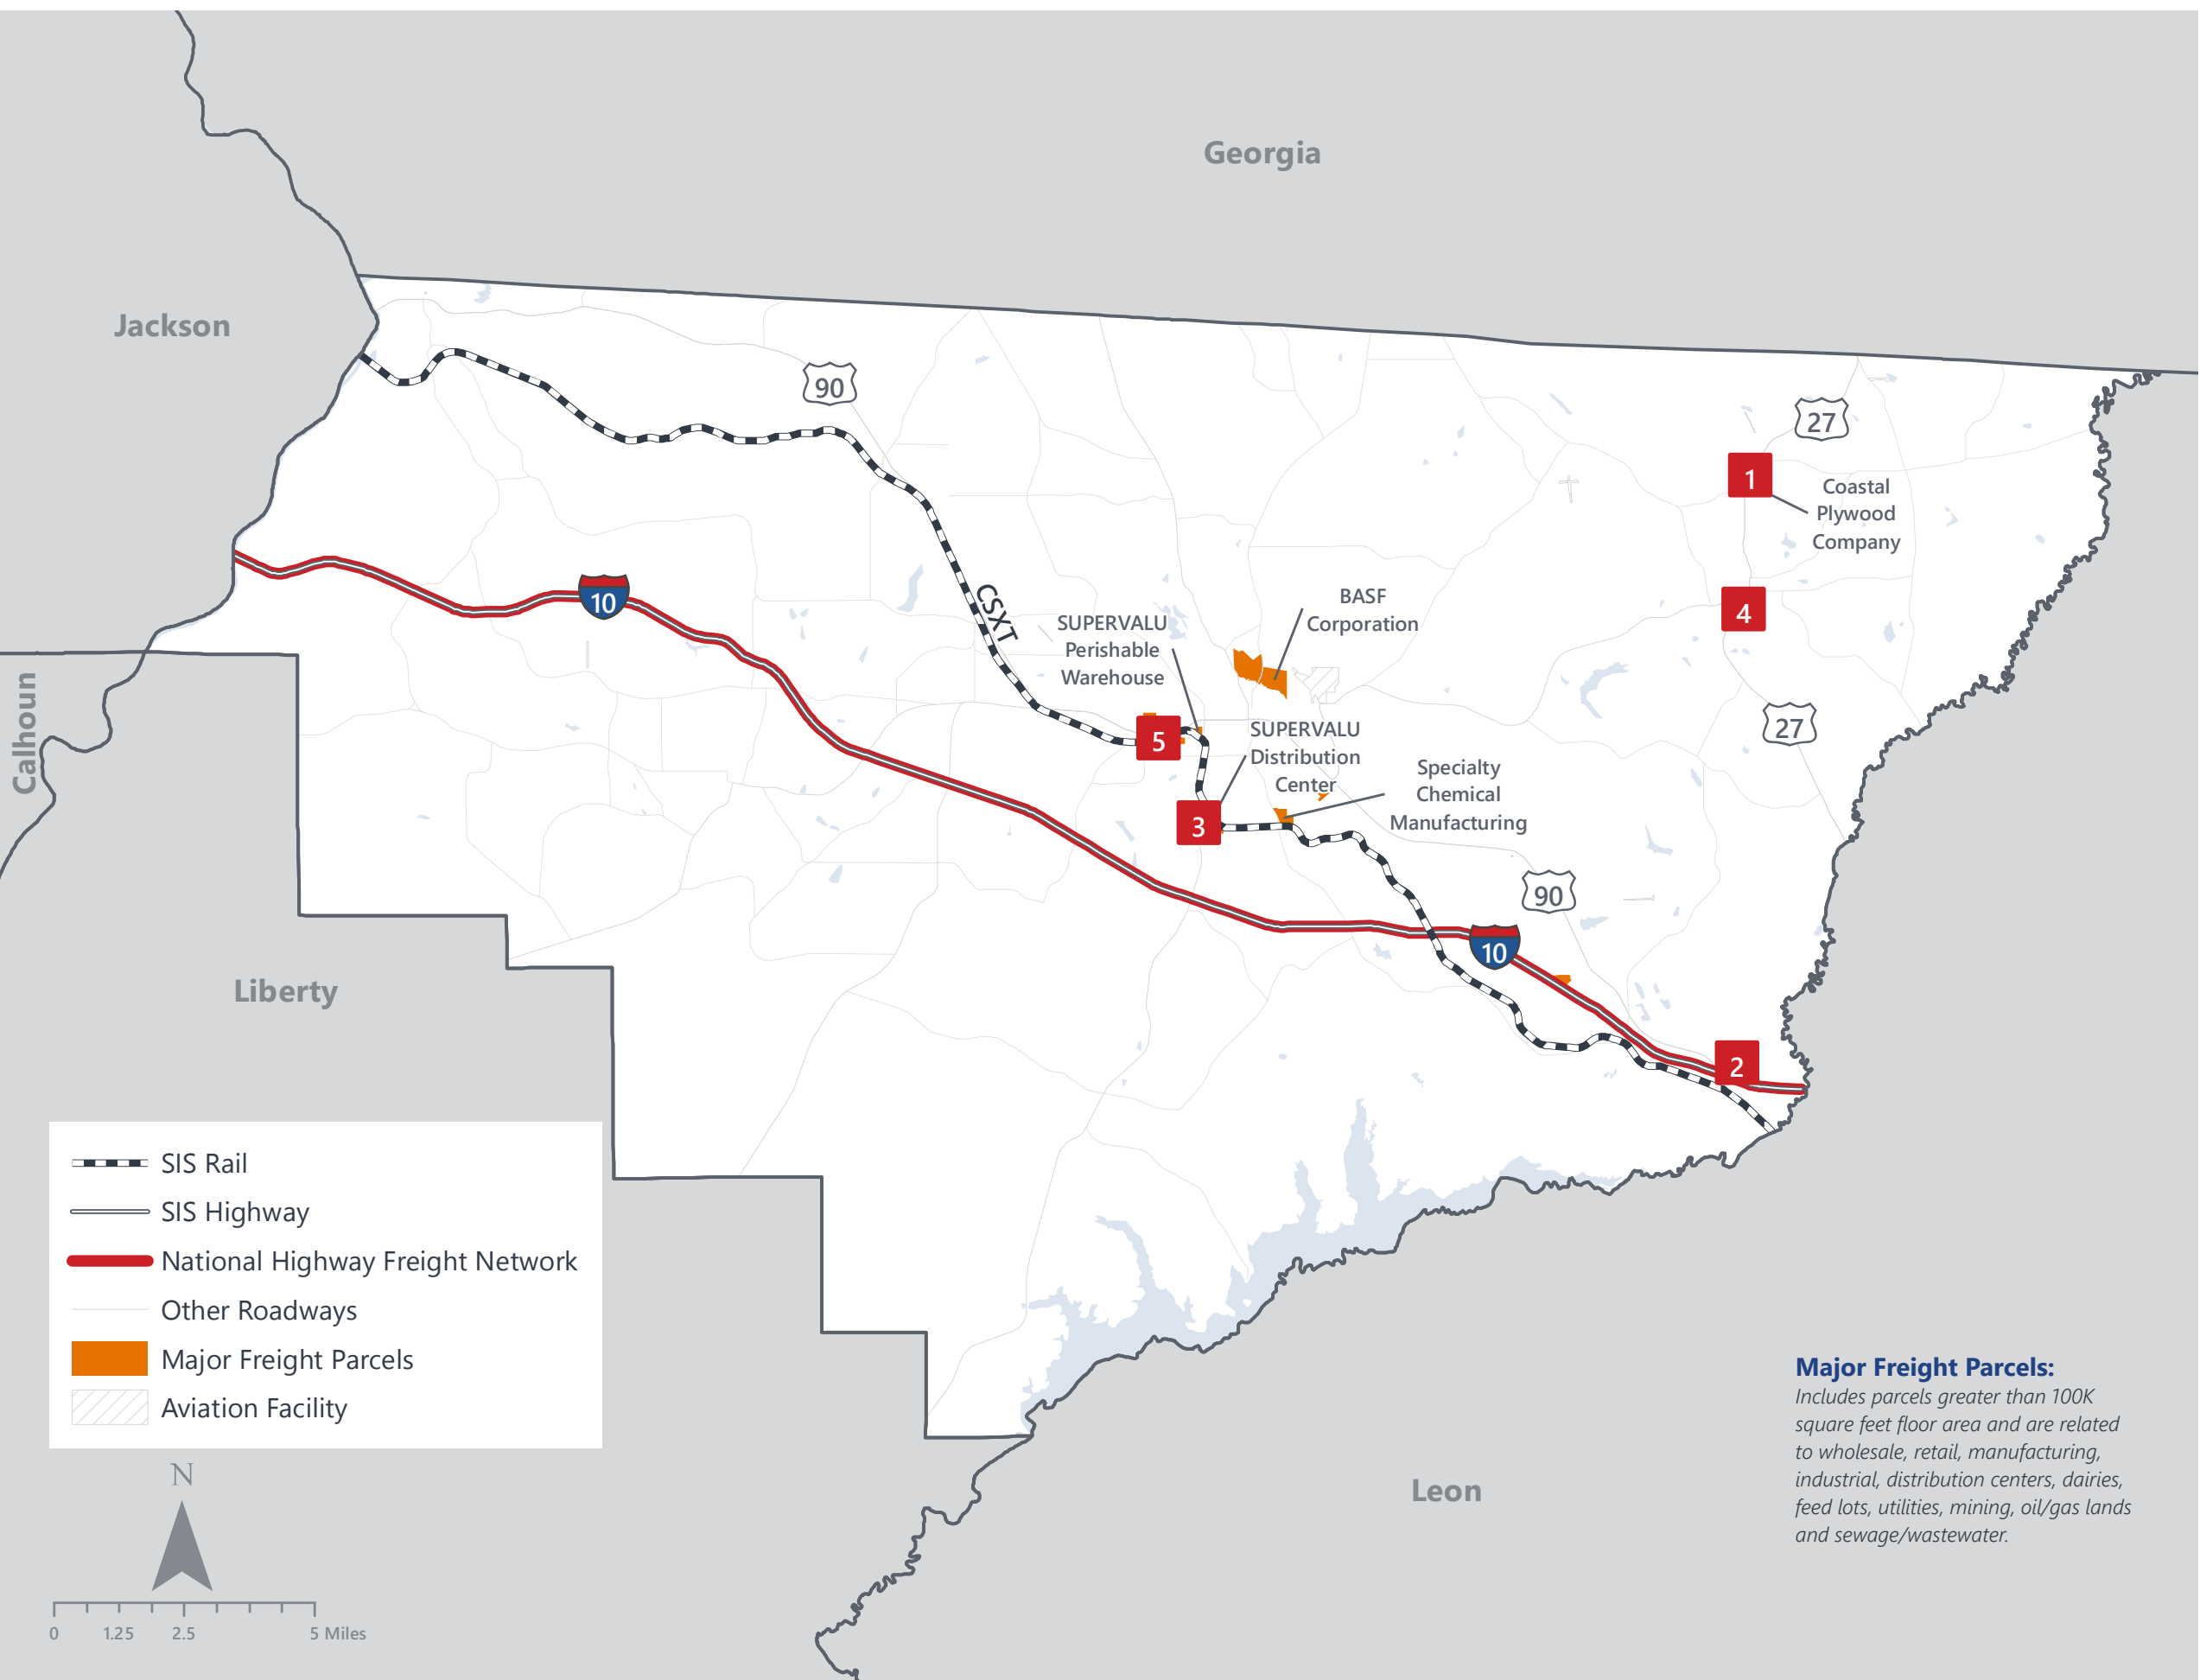 Georgia
Jackson
90
27
1
Coastal
Plywood
Company
10
CSXT
BASF
Corporation
4
SUPERVALU
Perishable
Warehouse
Calhoun
27
5
SUPERVALU
Distribution
Center
Specialty
Chemical
Manufacturing
3
90
10
Liberty
2
SIS Rail
SIS Highway
National Highway Freight Network
Other Roadways
Major Freight Parcels
Aviation Facility
Major Freight Parcels:
Includes parcels greater than 100K
square feet floor area and are related
to wholesale, retail, manufacturing,
industrial, distribution centers, dairies,
feed lots, utilities, mining, oil/gas lands
and sewage/wastewater.
Leon
N
0 1.25 2.5 5 Miles